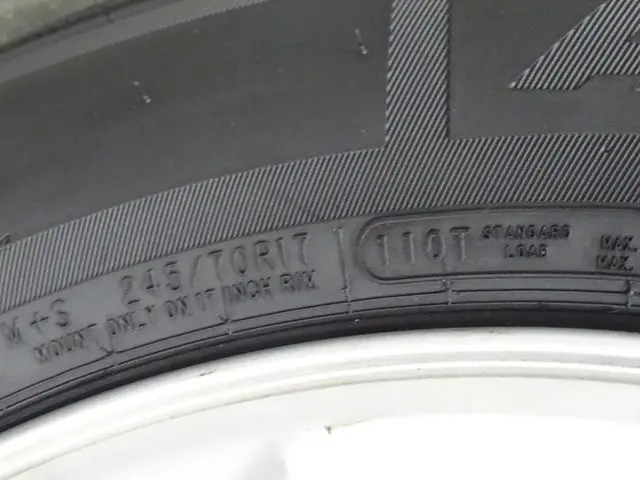 M+S 245/70R17
MOUNT ONLY ON 17 INCH RIM
110T
STANDARD
LOAD
MAX.
MAX.